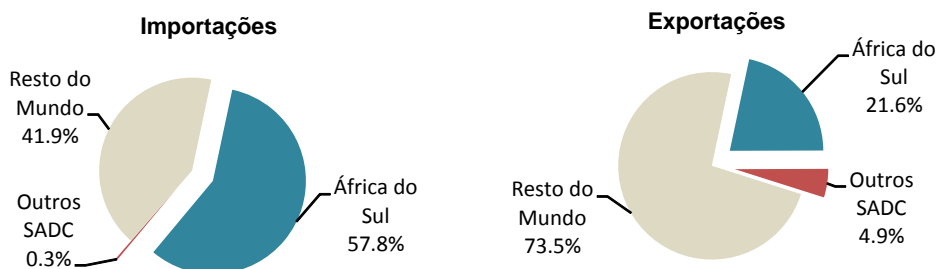 Importações
Resto do
Mundo
41.9%
Outros
SADC
0.3%
África do
Sul
57.8%
Exportações
África do
Sul
21.6%
Resto do
Mundo
73.5%
Outros
SADC
4.9%